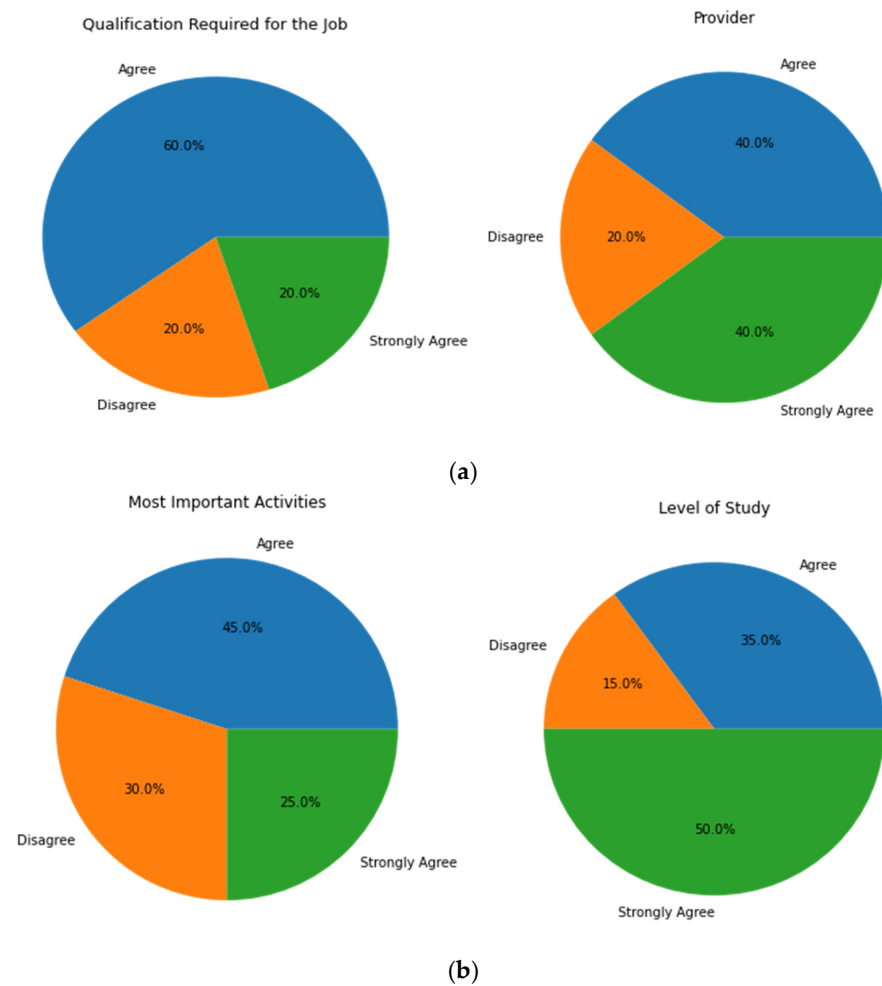 Qualification Required for the Job
Agree
60.0%
20.0%
20.0%
Strongly Agree
Disagree
Provider
Agree
40.0%
Disagree
20.0%
40.0%
Strongly Agree
(a)
Most Important Activities
Agree
45.0%
30.0%
25.0%
Disagree
Strongly Agree
Level of Study
Agree
35.0%
Disagree
15.0%
50.0%
Strongly Agree
(b)